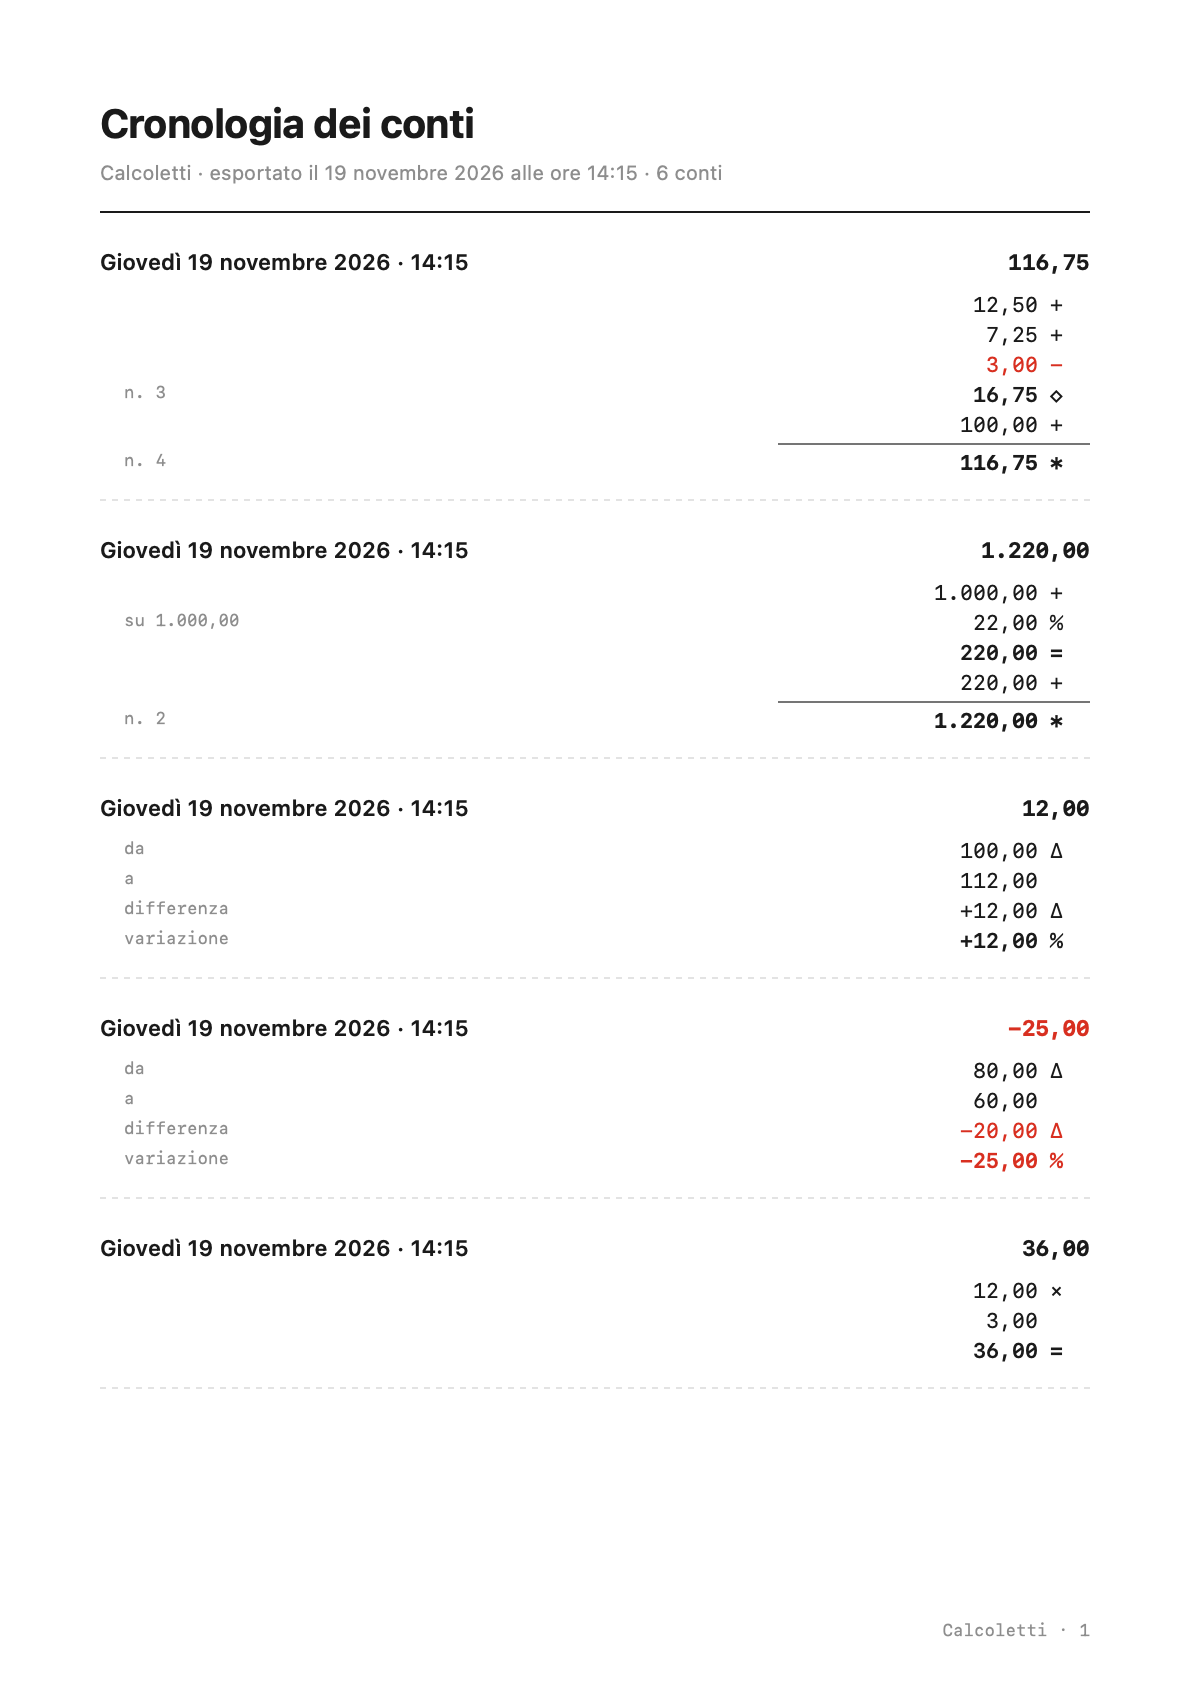 Cronologia dei conti
Calcoletti · esportato il 19 novembre 2026 alle ore 14:15 · 6 conti
Giovedì 19 novembre 2026 · 14:15 116,75
12,50 +
7,25 +
3,00 −
n. 3 16,75 ◇
100,00 +
n. 4 116,75 *
Giovedì 19 novembre 2026 · 14:15 1.220,00
1.000,00 +
su 1.000,00 22,00 %
220,00 =
220,00 +
n. 2 1.220,00 *
Giovedì 19 novembre 2026 · 14:15 12,00
da 100,00 Δ
a 112,00
differenza +12,00 Δ
variazione +12,00 %
Giovedì 19 novembre 2026 · 14:15 −25,00
da 80,00 Δ
a 60,00
differenza −20,00 Δ
variazione −25,00 %
Giovedì 19 novembre 2026 · 14:15 36,00
12,00 ×
3,00
36,00 =
Calcoletti · 1